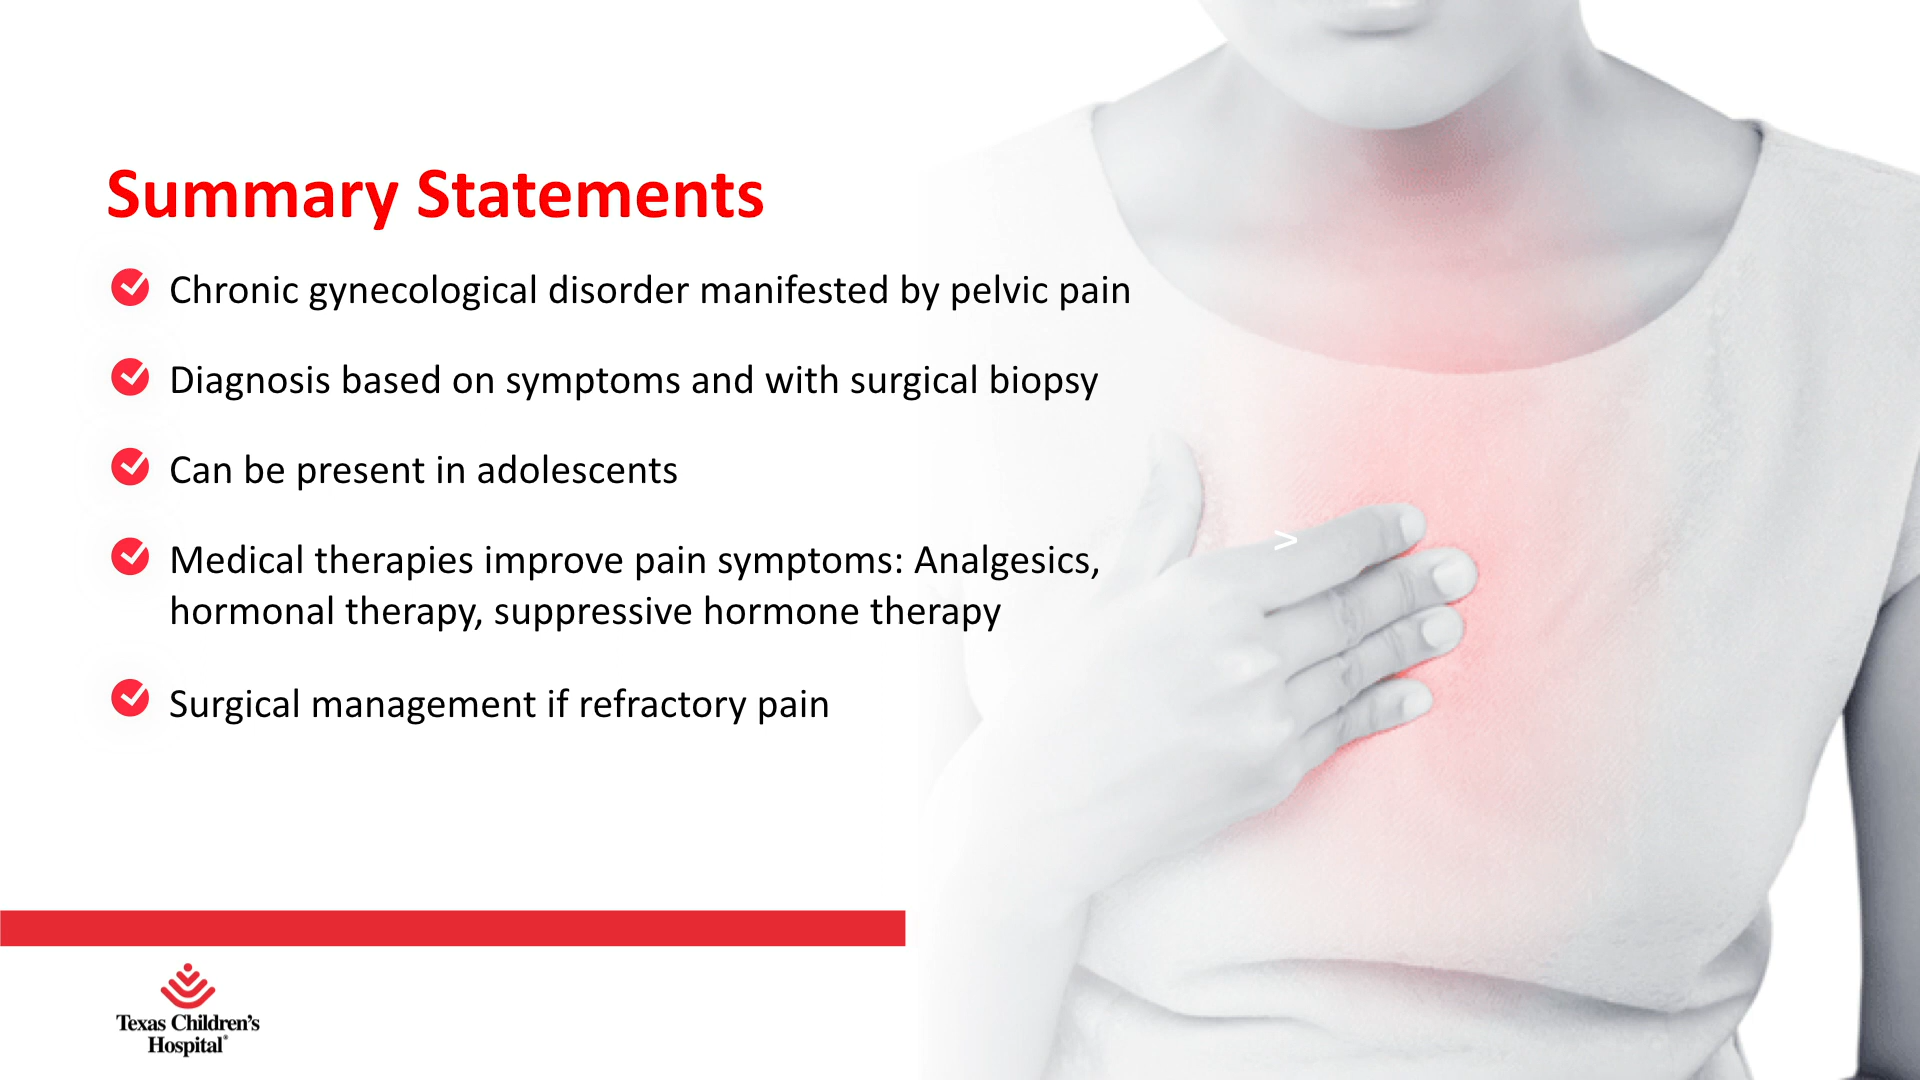 Summary Statements
Chronic gynecological disorder manifested by pelvic pain
Diagnosis based on symptoms and with surgical biopsy
Can be present in adolescents
Medical therapies improve pain symptoms: Analgesics,
hormonal therapy, suppressive hormone therapy
Surgical management if refractory pain
>
Texas Children's
Hospital®